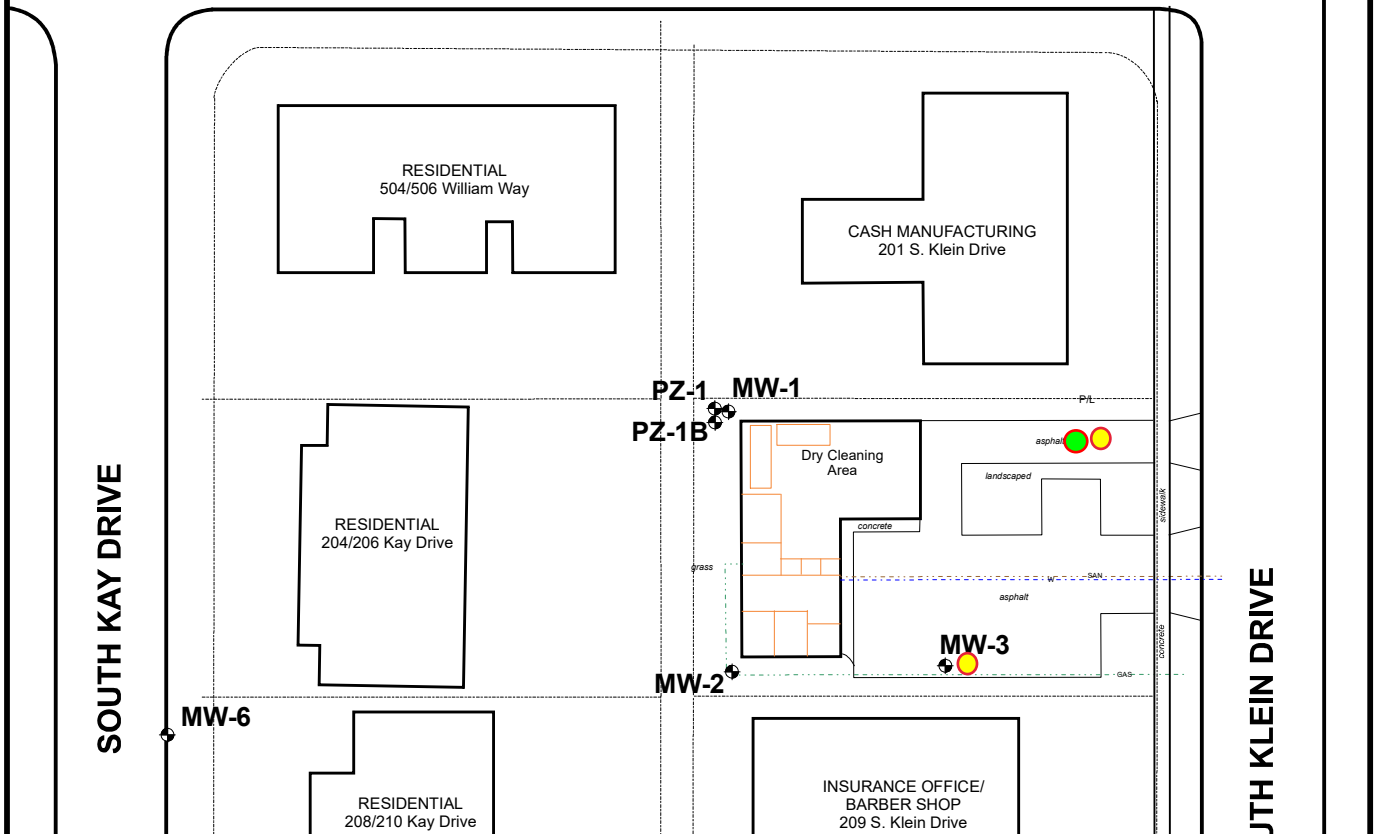 RESIDENTIAL
504/506 William Way
CASH MANUFACTURING
201 S. Klein Drive
PZ-1
MW-1
P/L
PZ-1B
asphalt
Dry Cleaning
Area
landscaped
sidewalk
SOUTH KAY DRIVE
RESIDENTIAL
204/206 Kay Drive
concrete
grass
W
SAN
asphalt
UTH KLEIN DRIVE
concrete
MW-3
GAS
MW-2
MW-6
RESIDENTIAL
208/210 Kay Drive
INSURANCE OFFICE/
BARBER SHOP
209 S. Klein Drive